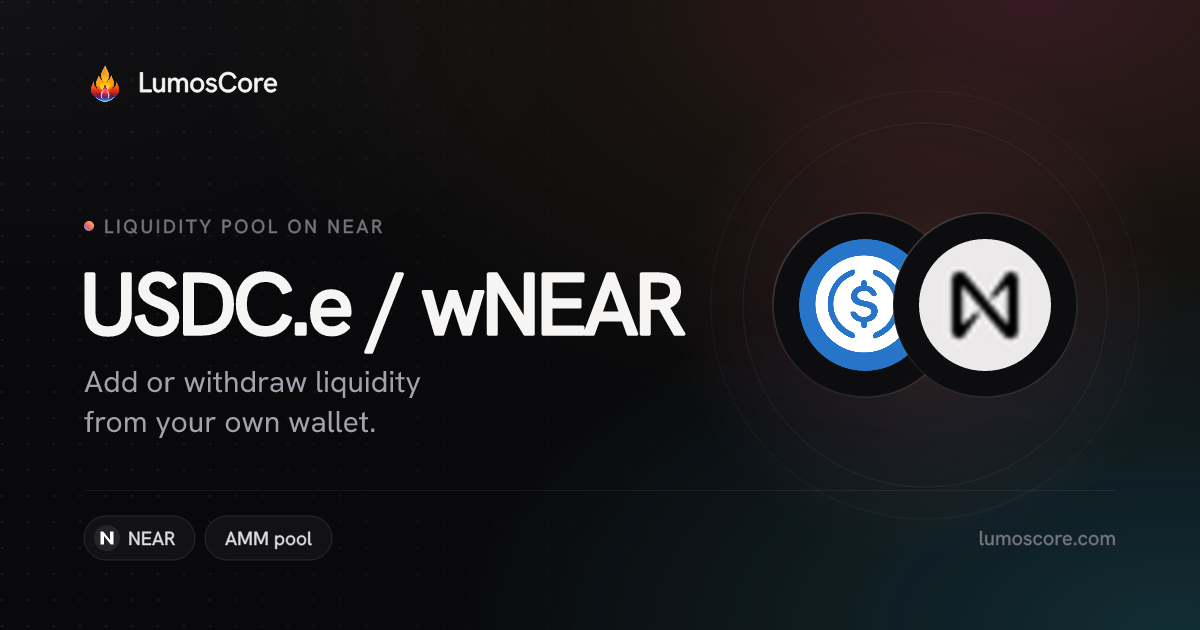 LumosCore
LIQUIDITY POOL ON NEAR
USDC.e / wNEAR
Add or withdraw liquidity
from your own wallet.
NEAR
AMM pool
lumoscore.com